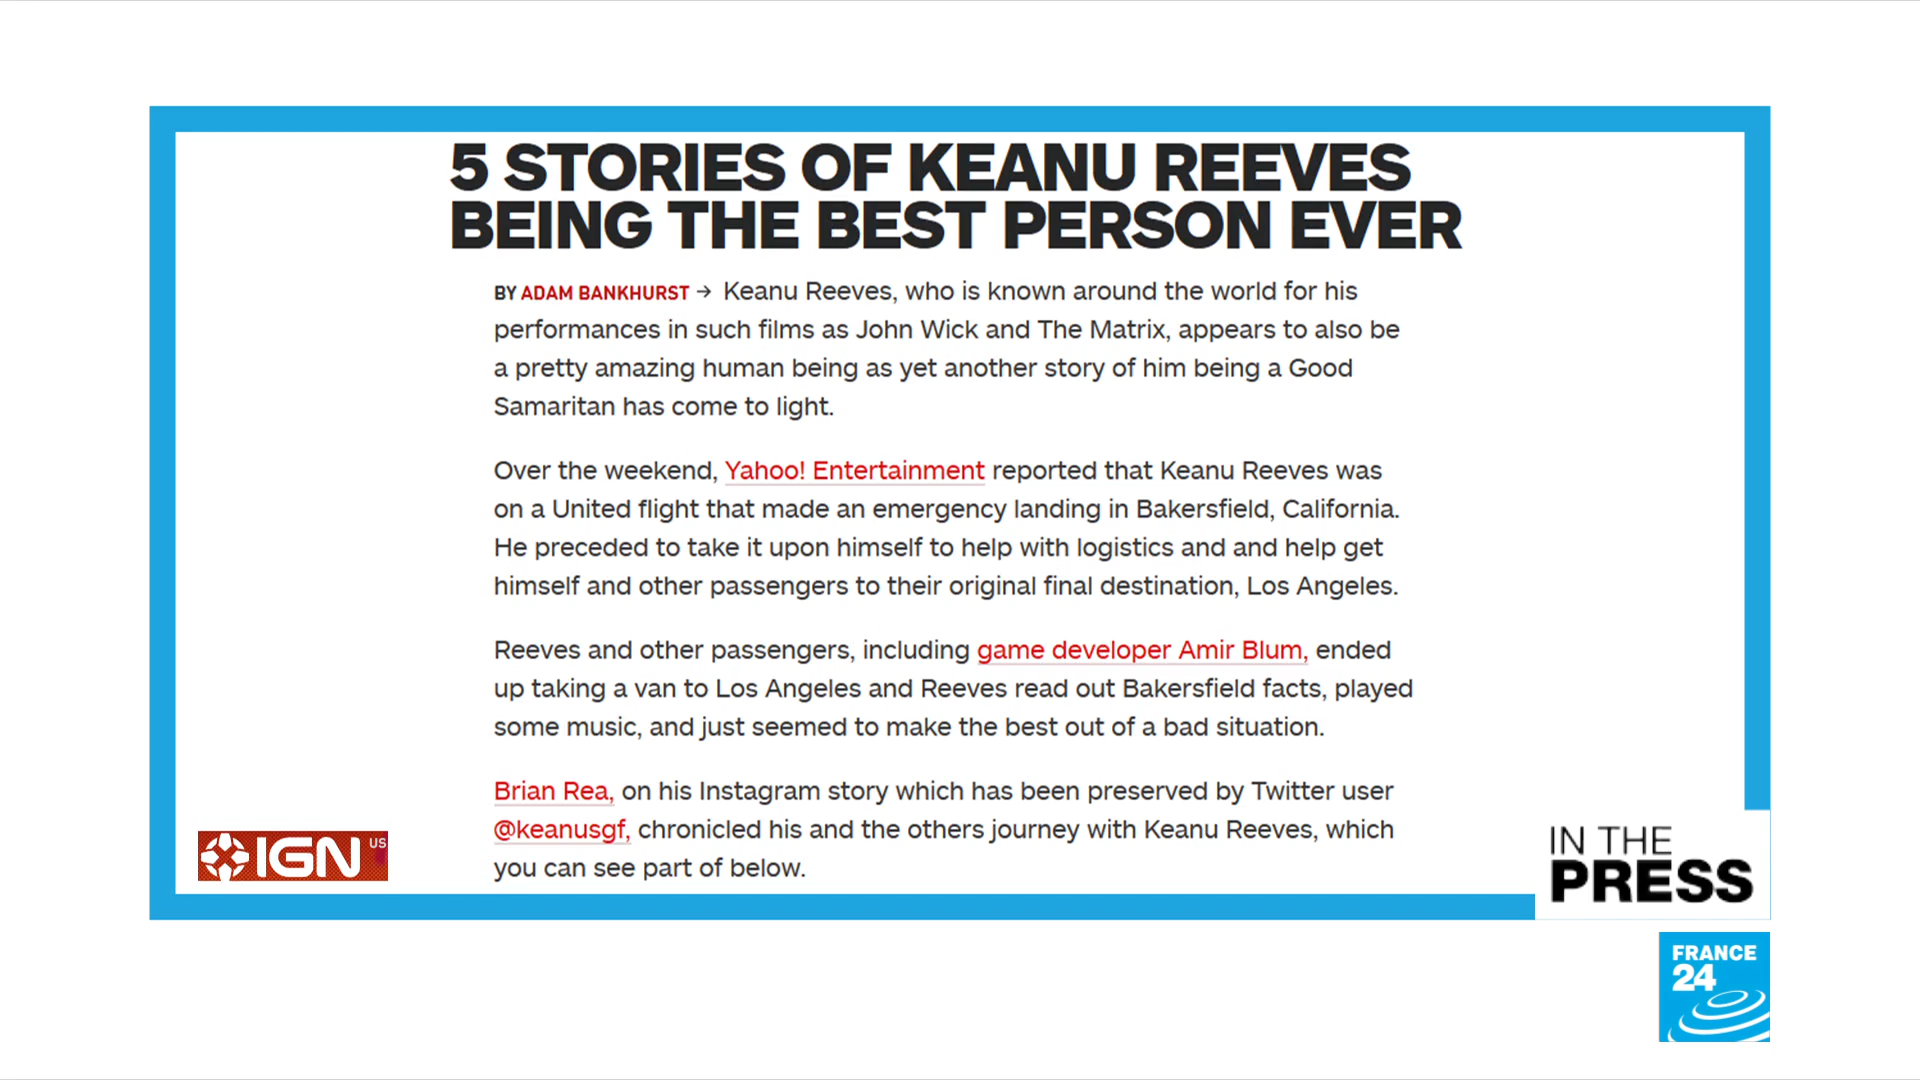 5 STORIES OF KEANU REEVES
BEING THE BEST PERSON EVER
BY ADAM BANKHURST → Keanu Reeves, who is known around the world for his
performances in such films as John Wick and The Matrix, appears to also be
a pretty amazing human being as yet another story of him being a Good
Samaritan has come to light.
Over the weekend, Yahoo! Entertainment reported that Keanu Reeves was
on a United flight that made an emergency landing in Bakersfield, California.
He preceded to take it upon himself to help with logistics and and help get
himself and other passengers to their original final destination, Los Angeles.
Reeves and other passengers, including game developer Amir Blum, ended
up taking a van to Los Angeles and Reeves read out Bakersfield facts, played
some music, and just seemed to make the best out of a bad situation.
Brian Rea, on his Instagram story which has been preserved by Twitter user
@keanusgf, chronicled his and the others journey with Keanu Reeves, which
you can see part of below.
IGN US
IN THE
PRESS
FRANCE
24